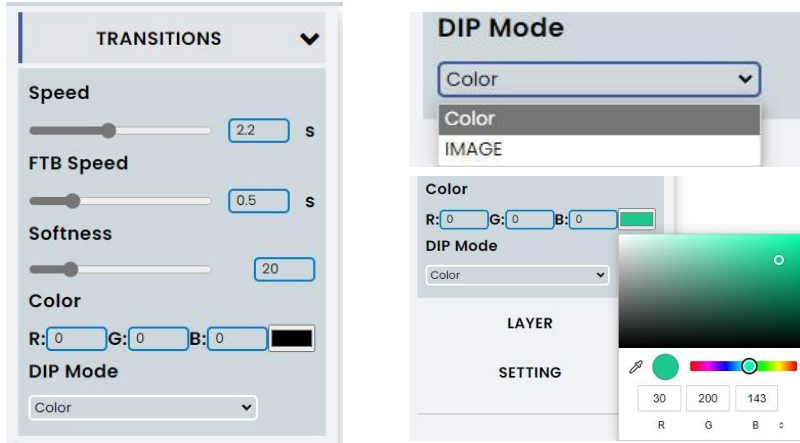 TRANSITIONS
Speed
2.2 s
FTB Speed
0.5 s
Softness
20
Color
R: 0 G: 0 B: 0
DIP Mode
Color
DIP Mode
Color
Color
IMAGE
Color
R: 0 G: 0 B: 0
DIP Mode
Color
LAYER
SETTING
30 200 143
R G B